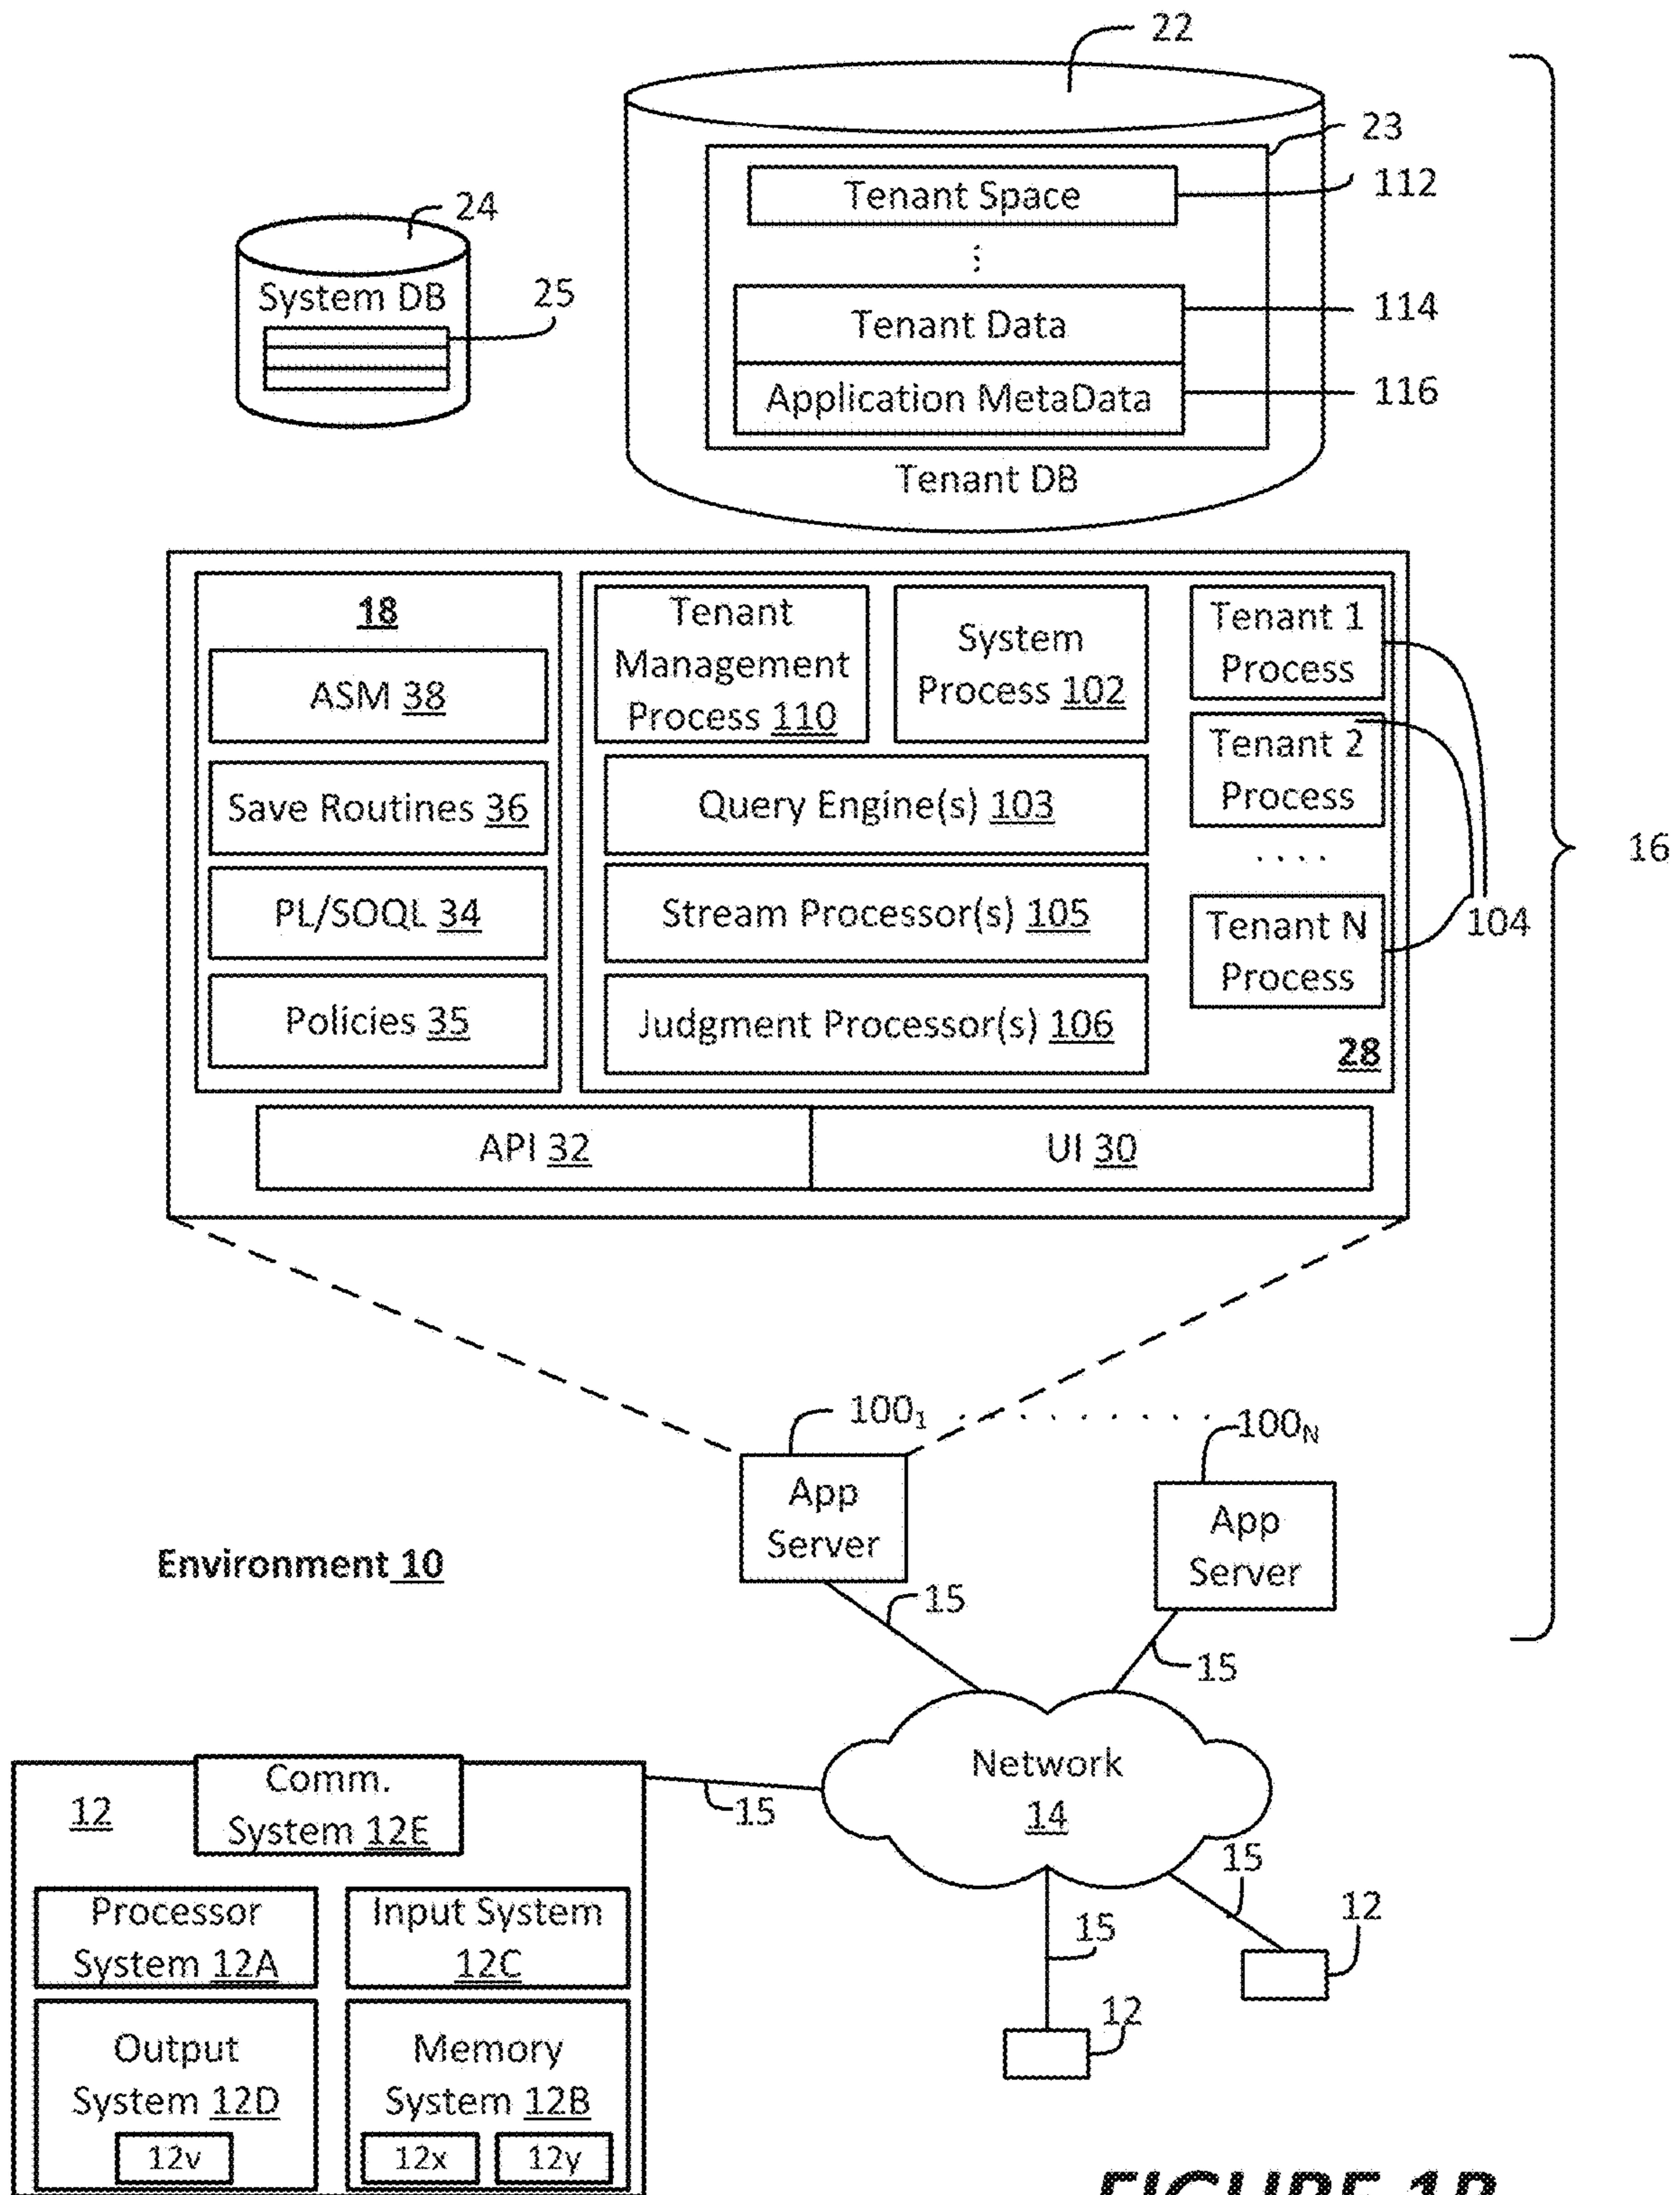 22
23
Tenant Space
112
24
System DB
25
Tenant Data
114
Application MetaData
116
Tenant DB
18
ASM 38
Save Routines 36
PL/SOQL 34
Policies 35
Tenant
Management
Process 110
System
Process 102
Query Engine(s) 103
Stream Processor(s) 105
Judgment Processor(s) 106
Tenant 1
Process
Tenant 2
Process
. . . .
Tenant N
Process
104
28
16
API 32
UI 30
100₁ . . . . . . . 100N
App
Server
App
Server
Environment 10
15
15
Network
14
15
15
12
15
12
12
Comm.
System 12E
Processor
System 12A
Input System
12C
Output
System 12D
12v
Memory
System 12B
12x
12y
FIGURE 1B